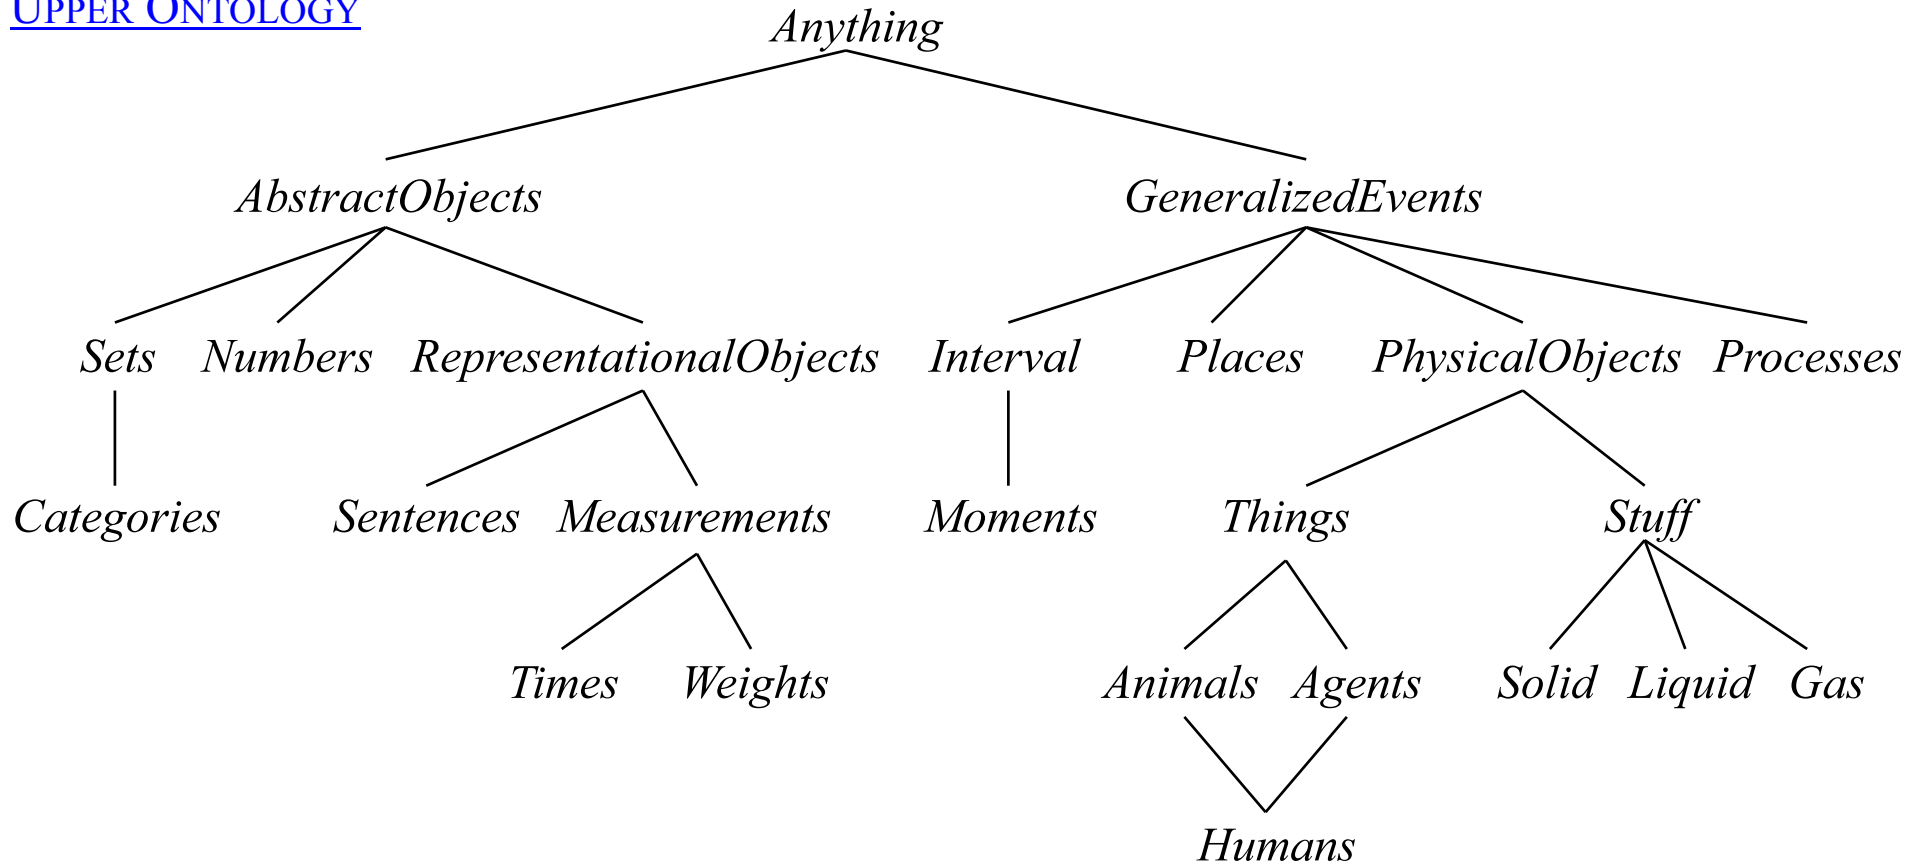 UPPER ONTOLOGY
Anything
AbstractObjects GeneralizedEvents
Sets Numbers RepresentationalObjects Interval Places PhysicalObjects Processes
Categories Sentences Measurements Moments Things Stuff
Times Weights Animals Agents Solid Liquid Gas
Humans